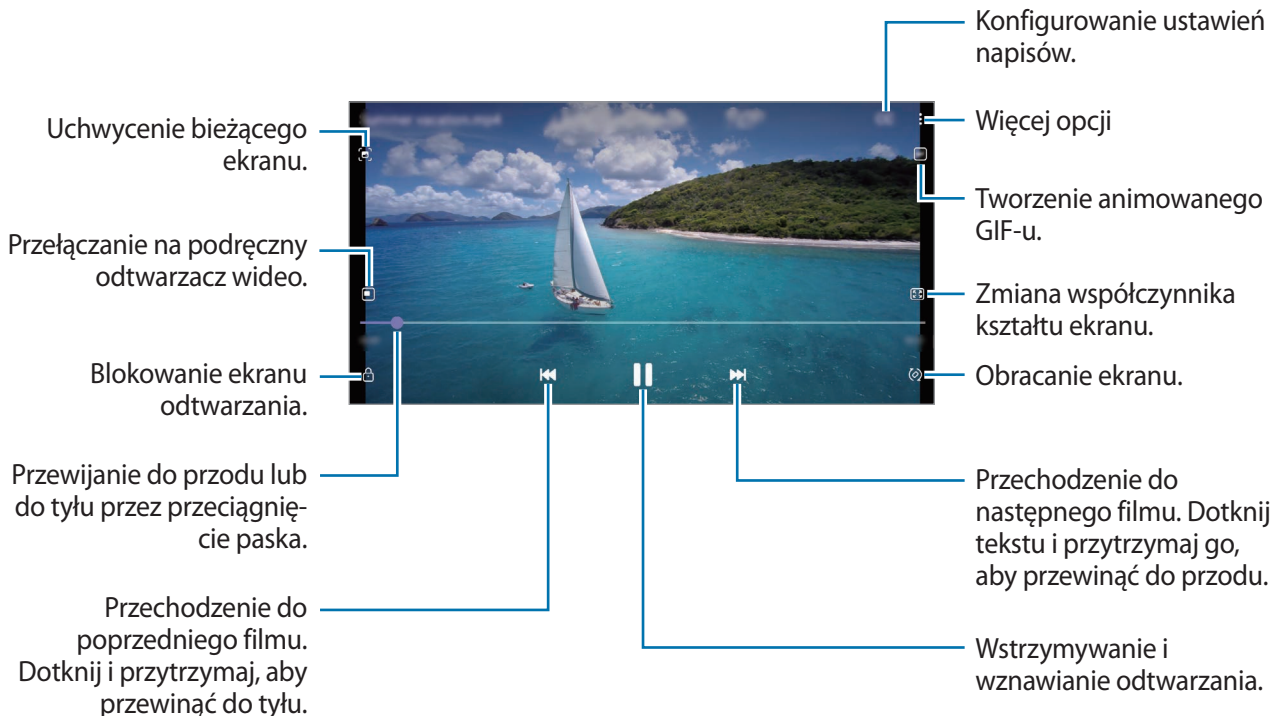 Konfigurowanie ustawień
napisów.
Więcej opcji
Tworzenie animowanego
GIF-u.
Zmiana współczynnika
kształtu ekranu.
Obracanie ekranu.
Przechodzenie do
następnego filmu. Dotknij
tekstu i przytrzymaj go,
aby przewinąć do przodu.
Wstrzymywanie i
wznawianie odtwarzania.
Uchwycenie bieżącego
ekranu.
Przełączanie na podręczny
odtwarzacz wideo.
Blokowanie ekranu
odtwarzania.
Przewijanie do przodu lub
do tyłu przez przeciągnię-
cie paska.
Przechodzenie do
poprzedniego filmu.
Dotknij i przytrzymaj, aby
przewinąć do tyłu.